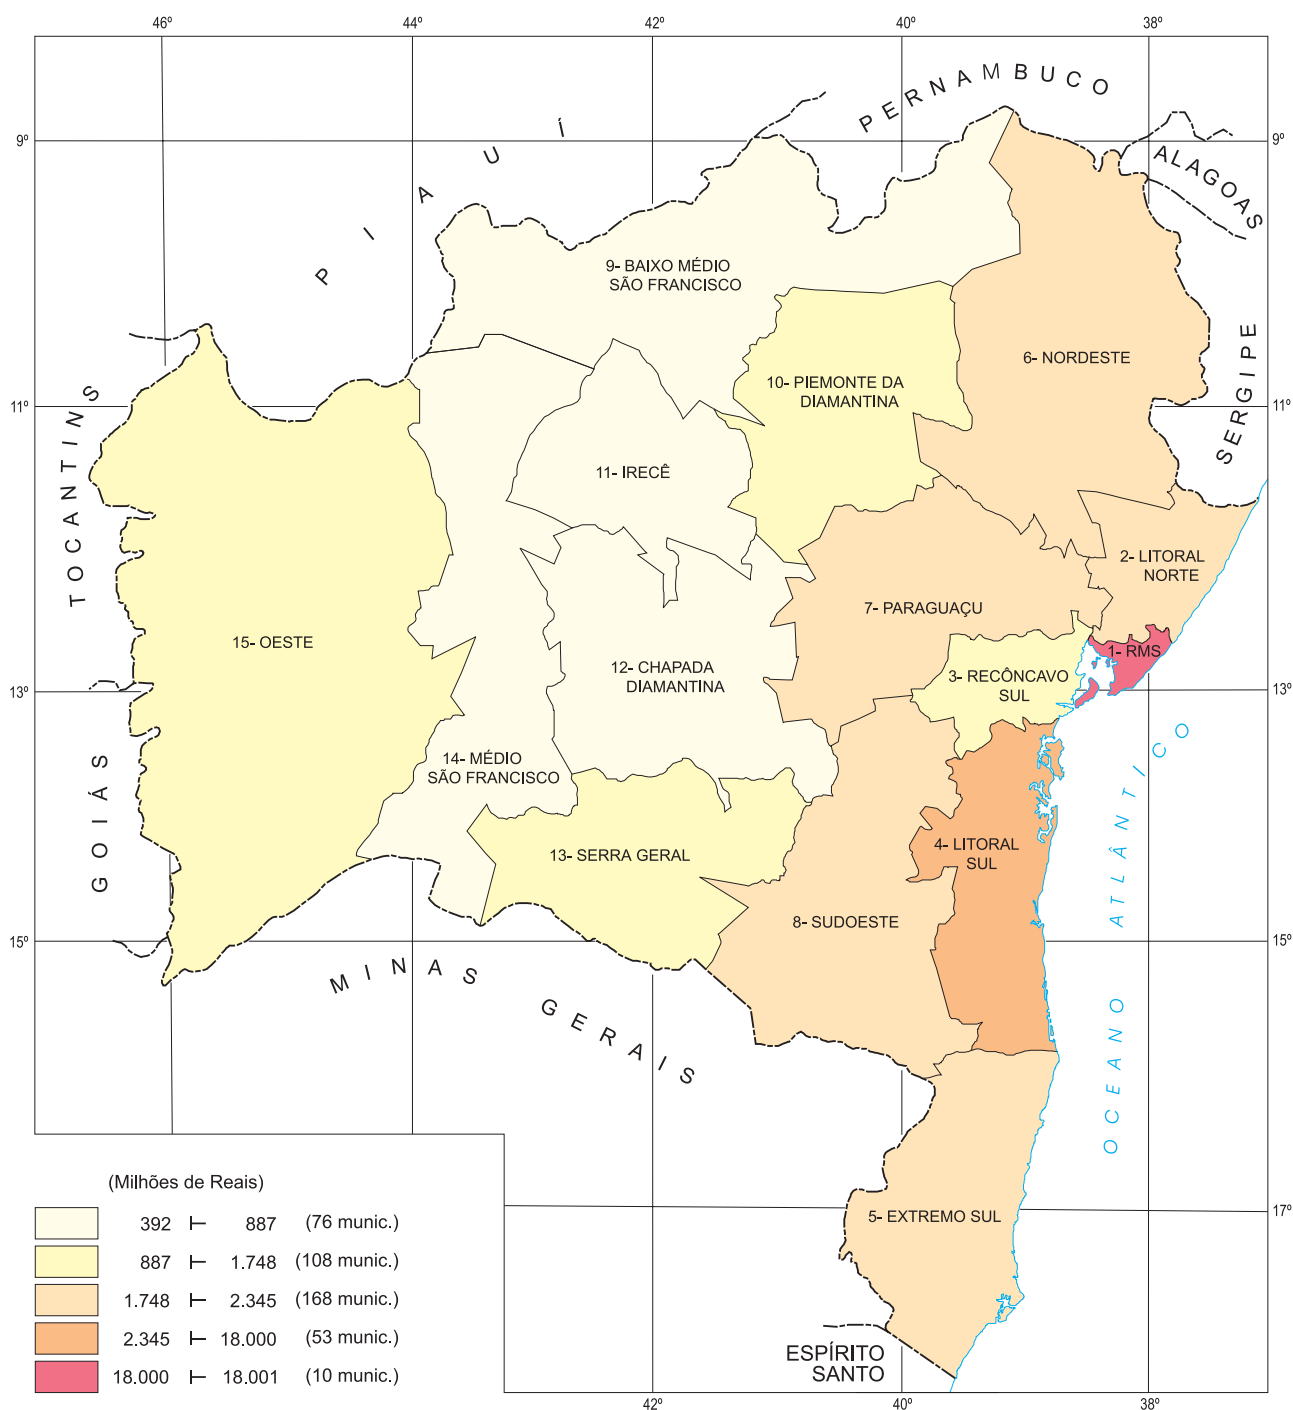 46º 44º 42º 40º 38º
PERNAMBUCO
PIAUÍ
9º 9º
ALAGOAS
9- BAIXO MÉDIO
SÃO FRANCISCO
6- NORDESTE
SERGIPE
10- PIEMONTE DA
DIAMANTINA
11º 11º
TOCANTINS
11- IRECÊ
2- LITORAL
NORTE
7- PARAGUAÇU
15- OESTE
1- RMS
12- CHAPADA
DIAMANTINA
3- RECÔNCAVO
SUL
13º 13º
14- MÉDIO
SÃO FRANCISCO
GOIÁS
OCEANO ATLÂNTICO
4- LITORAL
SUL
13- SERRA GERAL
8- SUDOESTE
15º 15º
MINAS GERAIS
5- EXTREMO SUL
17º
ESPÍRITO
SANTO
(Milhões de Reais)
392 ⊢ 887 (76 munic.)
887 ⊢ 1.748 (108 munic.)
1.748 ⊢ 2.345 (168 munic.)
2.345 ⊢ 18.000 (53 munic.)
18.000 ⊢ 18.001 (10 munic.)
42º 40º 38º